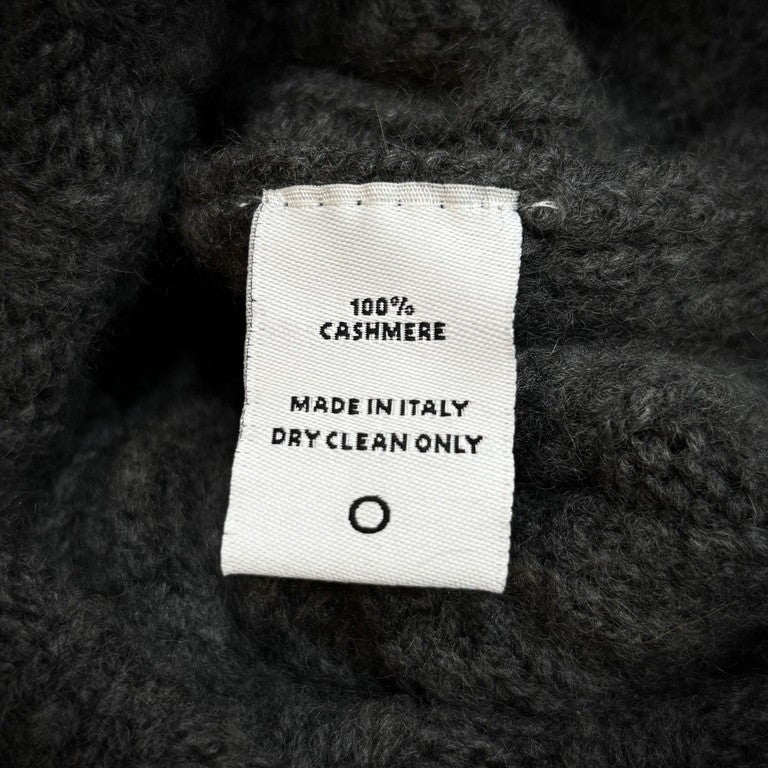 100%
CASHMERE
MADE IN ITALY
DRY CLEAN ONLY